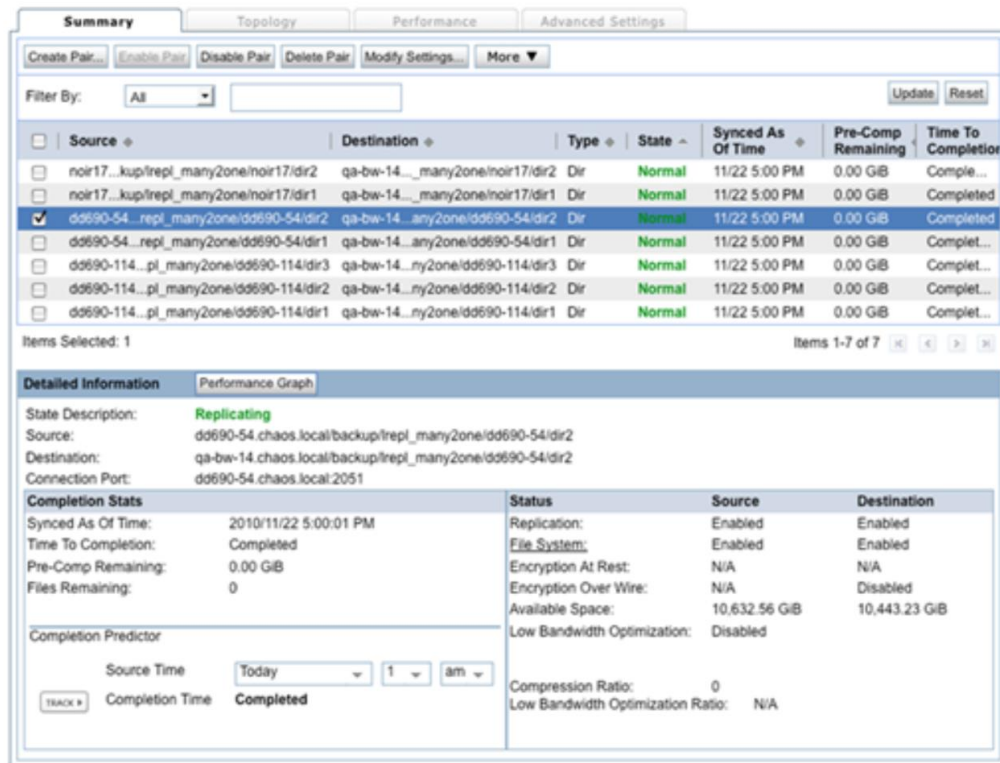 Summary Topology Performance Advanced Settings
Create Pair... Enable Pair Disable Pair Delete Pair Modify Settings... More ▼
Filter By: All Update Reset
Source Destination Type State Synced As Of Time Pre-Comp Remaining Time To Completion
noir17...kup/lrepl_many2one/noir17/dir2 qa-bw-14..._many2one/noir17/dir2 Dir Normal 11/22 5:00 PM 0.00 GiB Comple...
noir17...kup/lrepl_many2one/noir17/dir1 qa-bw-14..._many2one/noir17/dir1 Dir Normal 11/22 5:00 PM 0.00 GiB Completed
dd690-54...repl_many2one/dd690-54/dir2 qa-bw-14...any2one/dd690-54/dir2 Dir Normal 11/22 5:00 PM 0.00 GiB Completed
dd690-54...repl_many2one/dd690-54/dir1 qa-bw-14...any2one/dd690-54/dir1 Dir Normal 11/22 5:00 PM 0.00 GiB Complet...
dd690-114...pl_many2one/dd690-114/dir3 qa-bw-14...ny2one/dd690-114/dir3 Dir Normal 11/22 5:00 PM 0.00 GiB Complet...
dd690-114...pl_many2one/dd690-114/dir2 qa-bw-14...ny2one/dd690-114/dir2 Dir Normal 11/22 5:00 PM 0.00 GiB Complet...
dd690-114...pl_many2one/dd690-114/dir1 qa-bw-14...ny2one/dd690-114/dir1 Dir Normal 11/22 5:00 PM 0.00 GiB Complet...
Items Selected: 1 Items 1-7 of 7
Detailed Information Performance Graph
State Description: Replicating
Source: dd690-54.chaos.local/backup/lrepl_many2one/dd690-54/dir2
Destination: qa-bw-14.chaos.local/backup/lrepl_many2one/dd690-54/dir2
Connection Port: dd690-54.chaos.local:2051
Completion Stats
Synced As Of Time: 2010/11/22 5:00:01 PM
Time To Completion: Completed
Pre-Comp Remaining: 0.00 GiB
Files Remaining: 0
Completion Predictor
Source Time Today 1 am
TRACK Completion Time Completed
Status Source Destination
Replication: Enabled Enabled
File System: Enabled Enabled
Encryption At Rest: N/A N/A
Encryption Over Wire: N/A Disabled
Available Space: 10,632.56 GiB 10,443.23 GiB
Low Bandwidth Optimization: Disabled
Compression Ratio: 0
Low Bandwidth Optimization Ratio: N/A